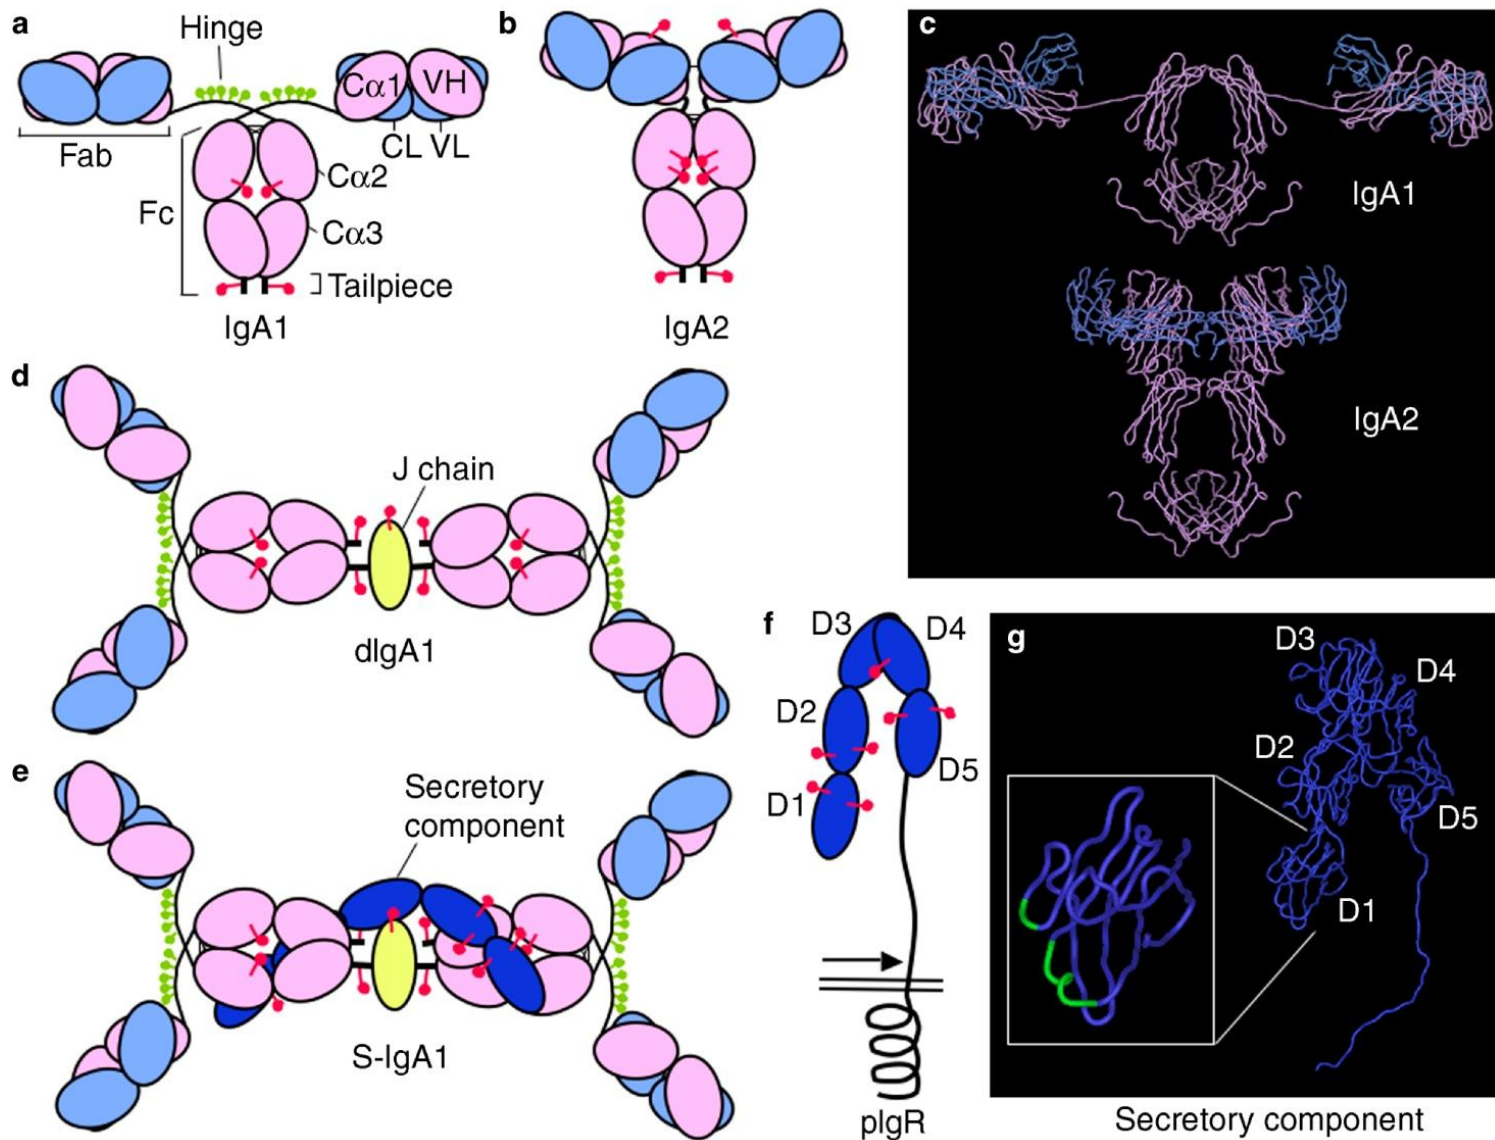 a
Hinge
Cα1
VH
Fab
CL VL
Fc
Cα2
Cα3
Tailpiece
IgA1
b
IgA2
c
IgA1
IgA2
d
J chain
dIgA1
e
Secretory
component
S-IgA1
f
D3
D4
D2
D5
D1
pIgR
g
D3
D4
D2
D5
D1
Secretory component